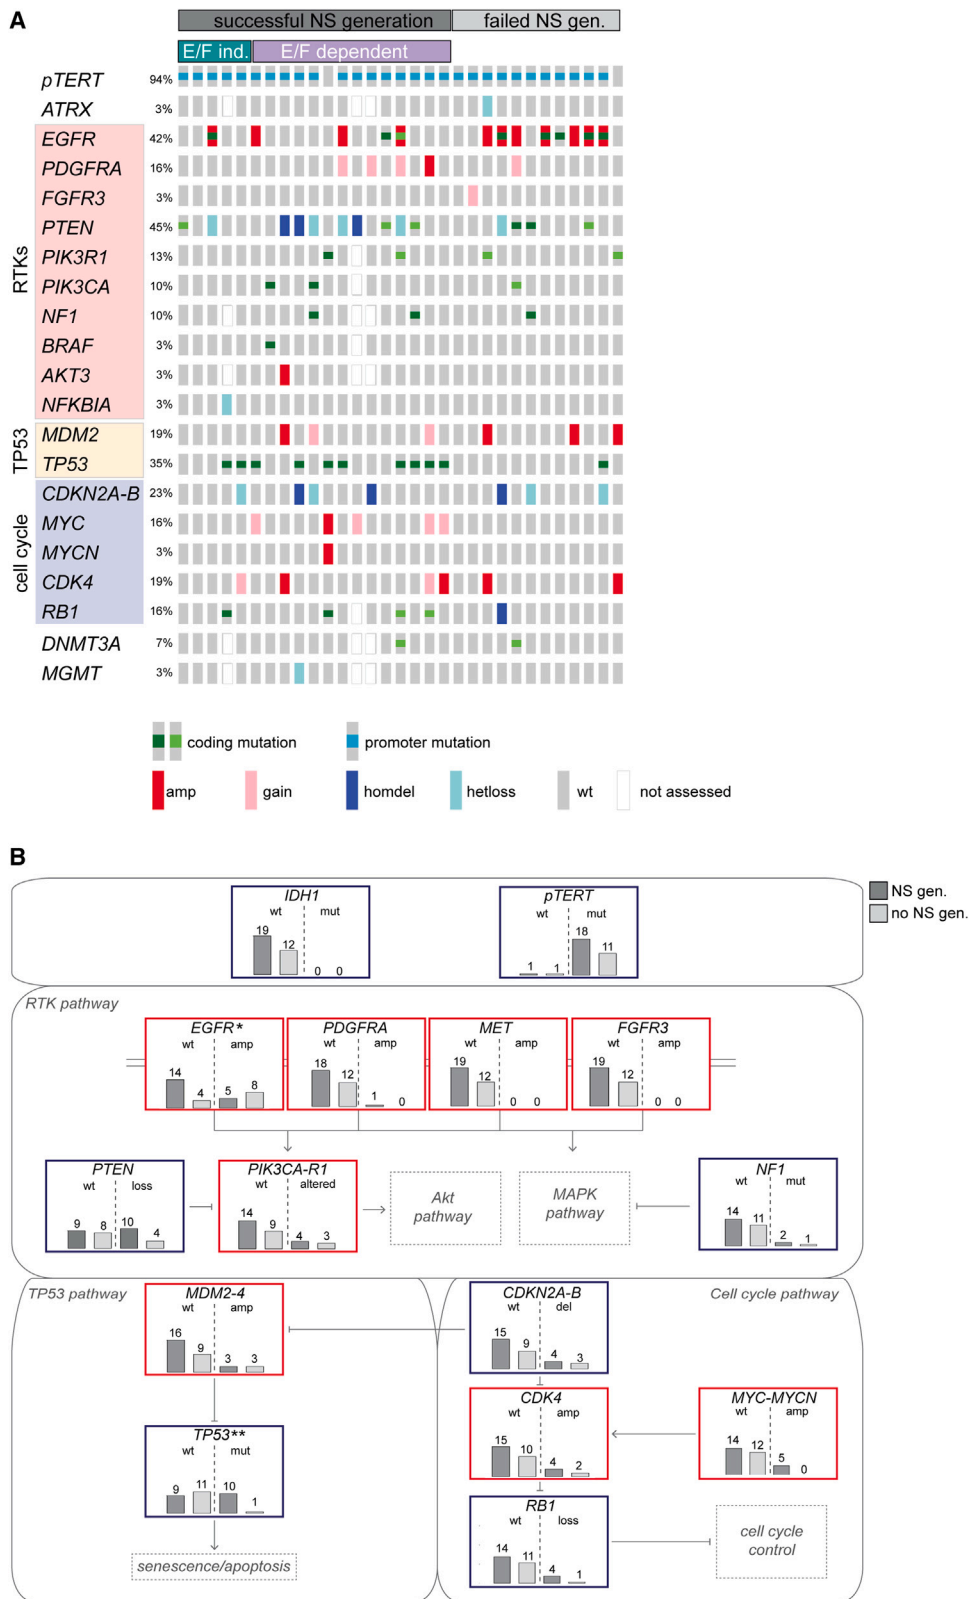 A
successful NS generation failed NS gen.
E/F ind. E/F dependent
pTERT 94%
ATRX 3%
RTKs
EGFR 42%
PDGFRA 16%
FGFR3 3%
PTEN 45%
PIK3R1 13%
PIK3CA 10%
NF1 10%
BRAF 3%
AKT3 3%
NFKBIA 3%
TP53
MDM2 19%
TP53 35%
cell cycle
CDKN2A-B 23%
MYC 16%
MYCN 3%
CDK4 19%
RB1 16%
DNMT3A 7%
MGMT 3%
coding mutation promoter mutation
amp gain homdel hetloss wt not assessed
B
NS gen.
no NS gen.
IDH1
wt mut
19 12 0 0
pTERT
wt mut
1 1 18 11
RTK pathway
EGFR*
wt amp
14 4 5 8
PDGFRA
wt amp
18 12 1 0
MET
wt amp
19 12 0 0
FGFR3
wt amp
19 12 0 0
PTEN
wt loss
9 8 10 4
PIK3CA-R1
wt altered
14 9 4 3
Akt
pathway
MAPK
pathway
NF1
wt mut
14 11 2 1
TP53 pathway
MDM2-4
wt amp
16 9 3 3
TP53**
wt mut
9 11 10 1
senescence/apoptosis
Cell cycle pathway
CDKN2A-B
wt del
15 9 4 3
CDK4
wt amp
15 10 4 2
MYC-MYCN
wt amp
14 12 5 0
RB1
wt loss
14 11 4 1
cell cycle
control